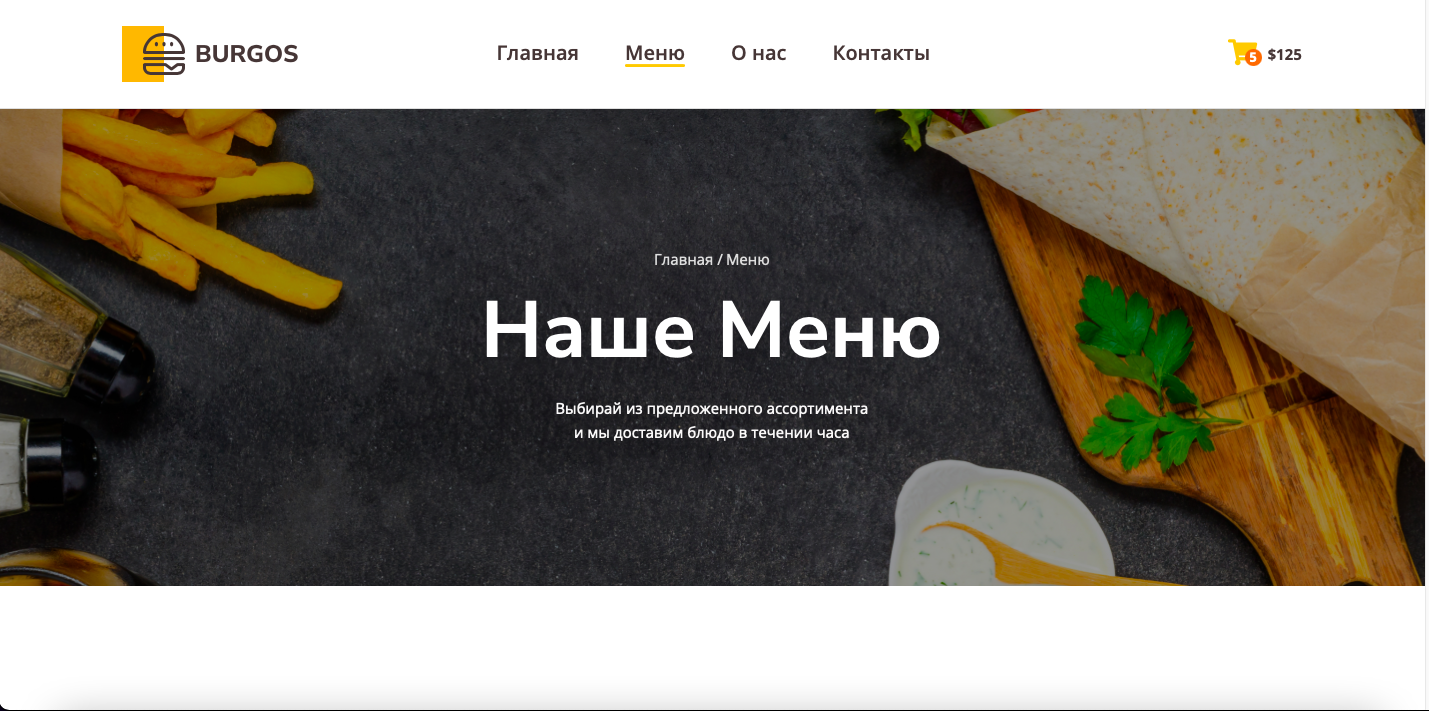 BURGOS
Главная
Меню
О нас
Контакты
5
$125
Главная / Меню
Наше Меню
Выбирай из предложенного ассортимента
и мы доставим блюдо в течении часа